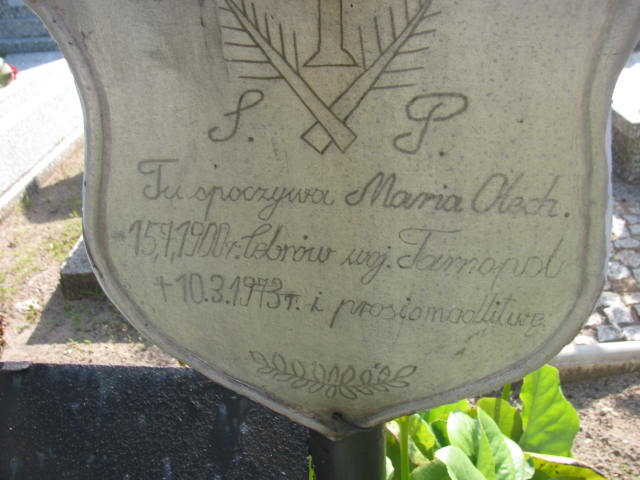 Ś. P.
Tu spoczywa Maria Olech.
15,7,1900r. Cebrów woj. Tarnopol
+ 10.3.1973r. i prosi o modlitwę